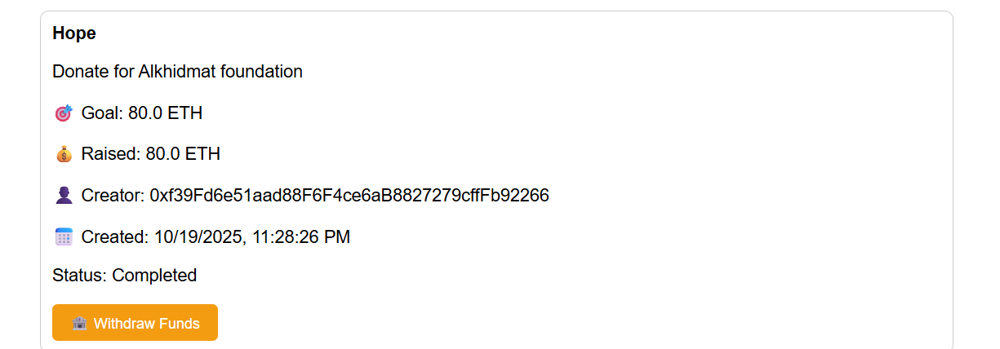 Hope
Donate for Alkhidmat foundation
Goal: 80.0 ETH
Raised: 80.0 ETH
Creator: 0xf39Fd6e51aad88F6F4ce6aB8827279cffFb92266
Created: 10/19/2025, 11:28:26 PM
Status: Completed
Withdraw Funds